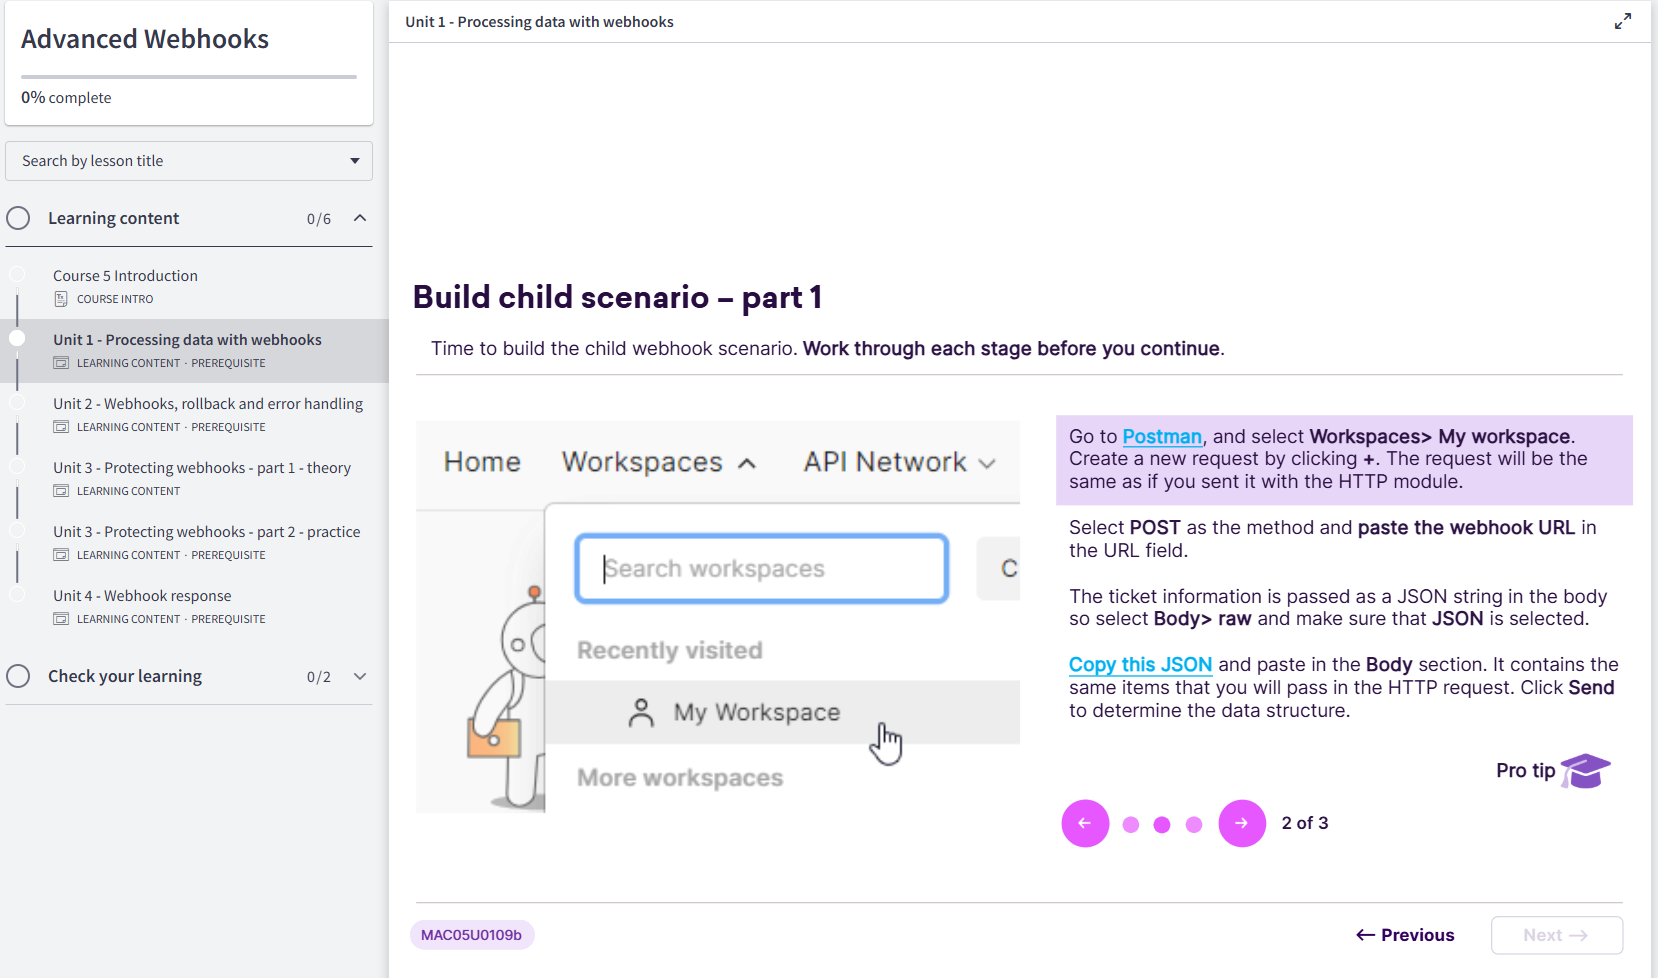 Advanced Webhooks
0% complete
Search by lesson title
Learning content 0/6
Course 5 Introduction
COURSE INTRO
Unit 1 - Processing data with webhooks
LEARNING CONTENT · PREREQUISITE
Unit 2 - Webhooks, rollback and error handling
LEARNING CONTENT · PREREQUISITE
Unit 3 - Protecting webhooks - part 1 - theory
LEARNING CONTENT
Unit 3 - Protecting webhooks - part 2 - practice
LEARNING CONTENT · PREREQUISITE
Unit 4 - Webhook response
LEARNING CONTENT · PREREQUISITE
Check your learning 0/2
Unit 1 - Processing data with webhooks
Build child scenario – part 1
Time to build the child webhook scenario. Work through each stage before you continue.
Home Workspaces API Network
Search workspaces
C
Recently visited
My Workspace
More workspaces
Go to Postman, and select Workspaces> My workspace.
Create a new request by clicking +. The request will be the
same as if you sent it with the HTTP module.
Select POST as the method and paste the webhook URL in
the URL field.
The ticket information is passed as a JSON string in the body
so select Body> raw and make sure that JSON is selected.
Copy this JSON and paste in the Body section. It contains the
same items that you will pass in the HTTP request. Click Send
to determine the data structure.
Pro tip
2 of 3
MAC05U0109b
← Previous
Next →